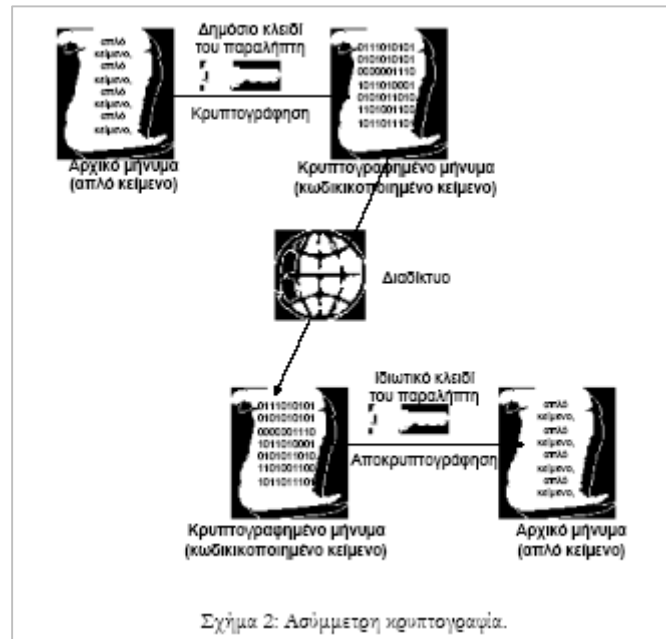 Δημόσιο κλειδί
του παραλήπτη
απλό
κείμενο,
απλό
κείμενο,
απλό
κείμενο,
απλό
κείμενο,
0111010101
0101010101
0000001110
1011010001
0101011010
1101001100
1011011101
Κρυπτογράφηση
Αρχικό μήνυμα
(απλό κείμενο)
Κρυπτογραφημένο μήνυμα
(κωδικικοποιημένο κείμενο)
Διαδίκτυο
Ιδιωτικό κλειδί
του παραλήπτη
0111010101
0101010101
0000001110
1011010001
0101011010
1101001100
1011011101
απλό
κείμενο,
απλό
κείμενο,
απλό
κείμενο,
απλό
κείμενο,
Αποκρυπτογράφηση
Κρυπτογραφημένο μήνυμα
(κωδικικοποιημένο κείμενο)
Αρχικό μήνυμα
(απλό κείμενο)
Σχήμα 2: Ασύμμετρη κρυπτογραφία.